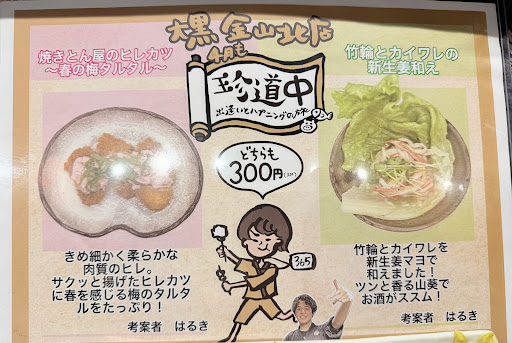 大黒 金山北店
4月も
珍道中
出逢いとハプニングの旅
どちらも
300円
焼きとん屋のヒレカツ
～春の梅タルタル～
きめ細かく柔らかな
肉質のヒレ。
サクッと揚げたヒレカツ
に春を感じる梅のタルタ
ルをたっぷり！
考案者 はるき
竹輪とカイワレの
新生姜和え
竹輪とカイワレを
新生姜マヨで
和えました！
ツンと香る山葵で
お酒がススム！
考案者 はるき
365